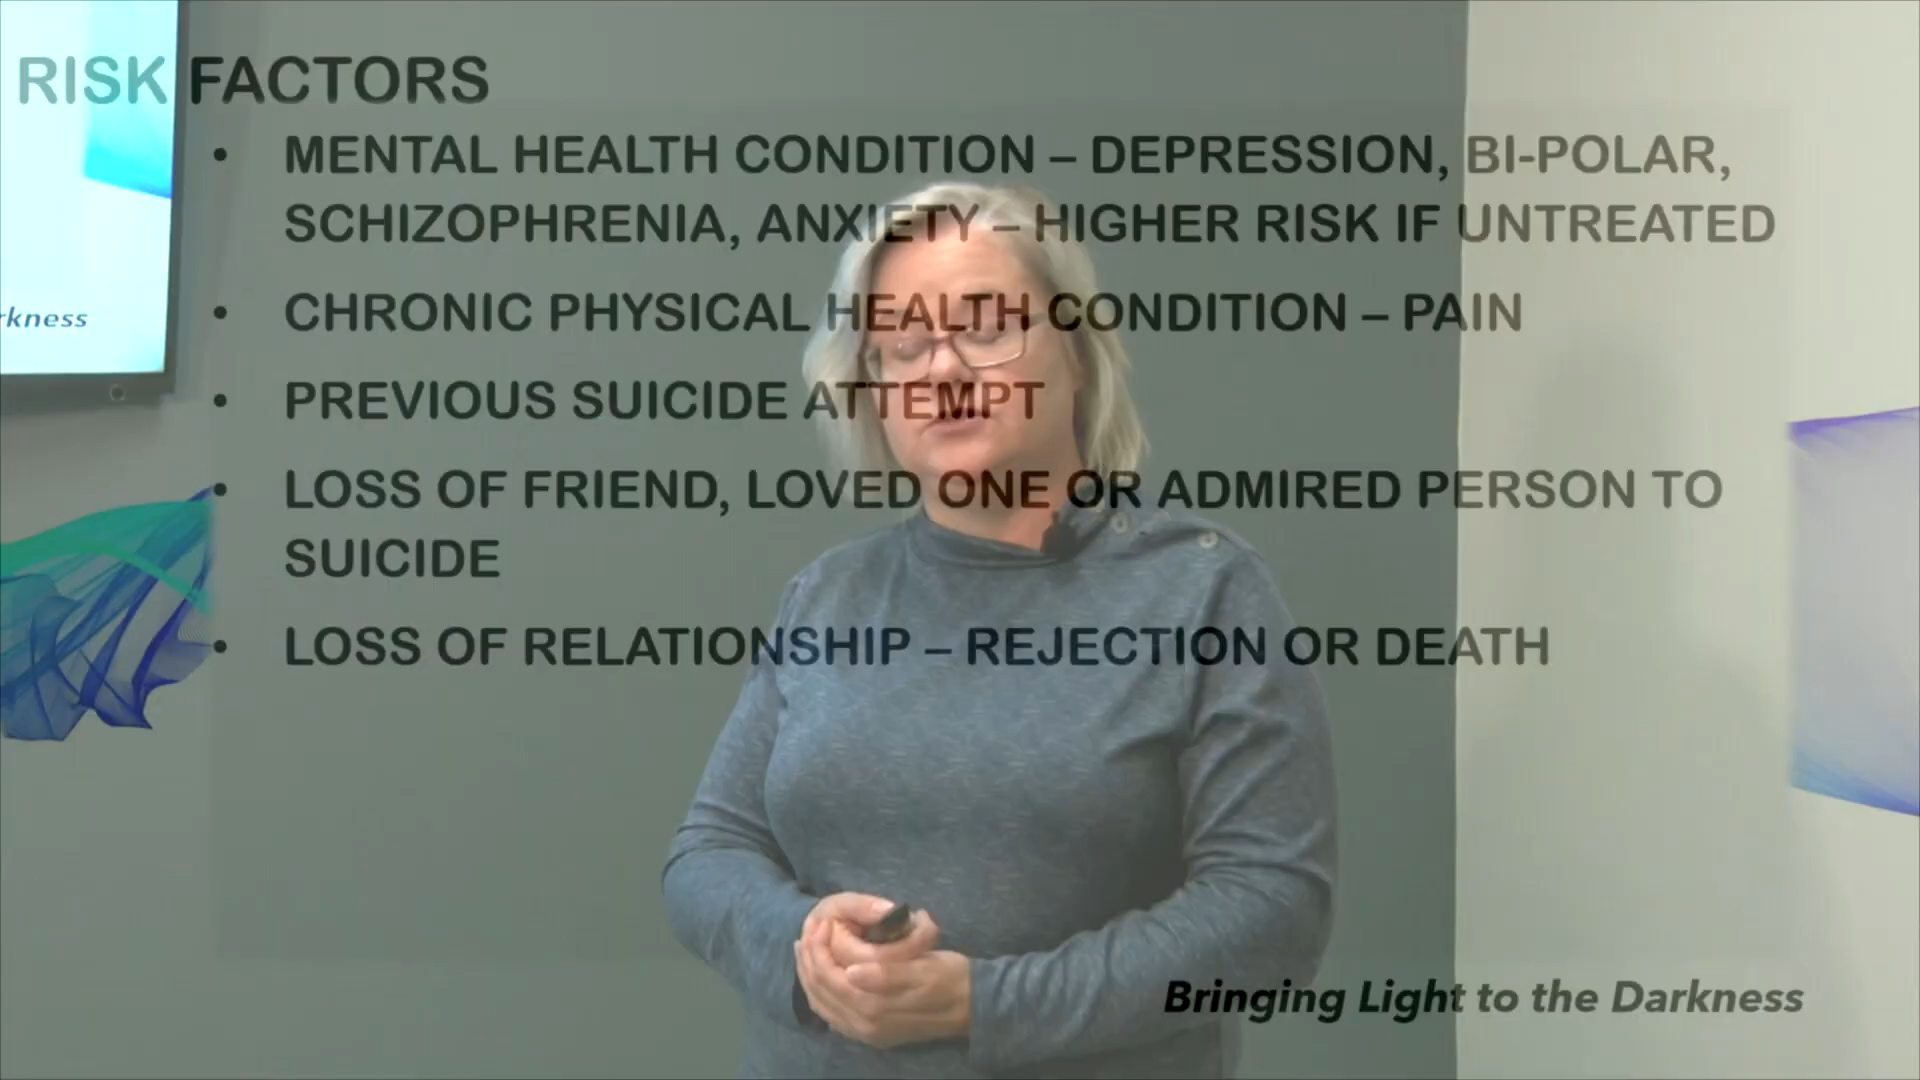 RISK FACTORS
• MENTAL HEALTH CONDITION – DEPRESSION, BI-POLAR,
SCHIZOPHRENIA, ANXIETY – HIGHER RISK IF UNTREATED
• CHRONIC PHYSICAL HEALTH CONDITION – PAIN
• PREVIOUS SUICIDE ATTEMPT
• LOSS OF FRIEND, LOVED ONE OR ADMIRED PERSON TO
SUICIDE
• LOSS OF RELATIONSHIP – REJECTION OR DEATH
Bringing Light to the Darkness